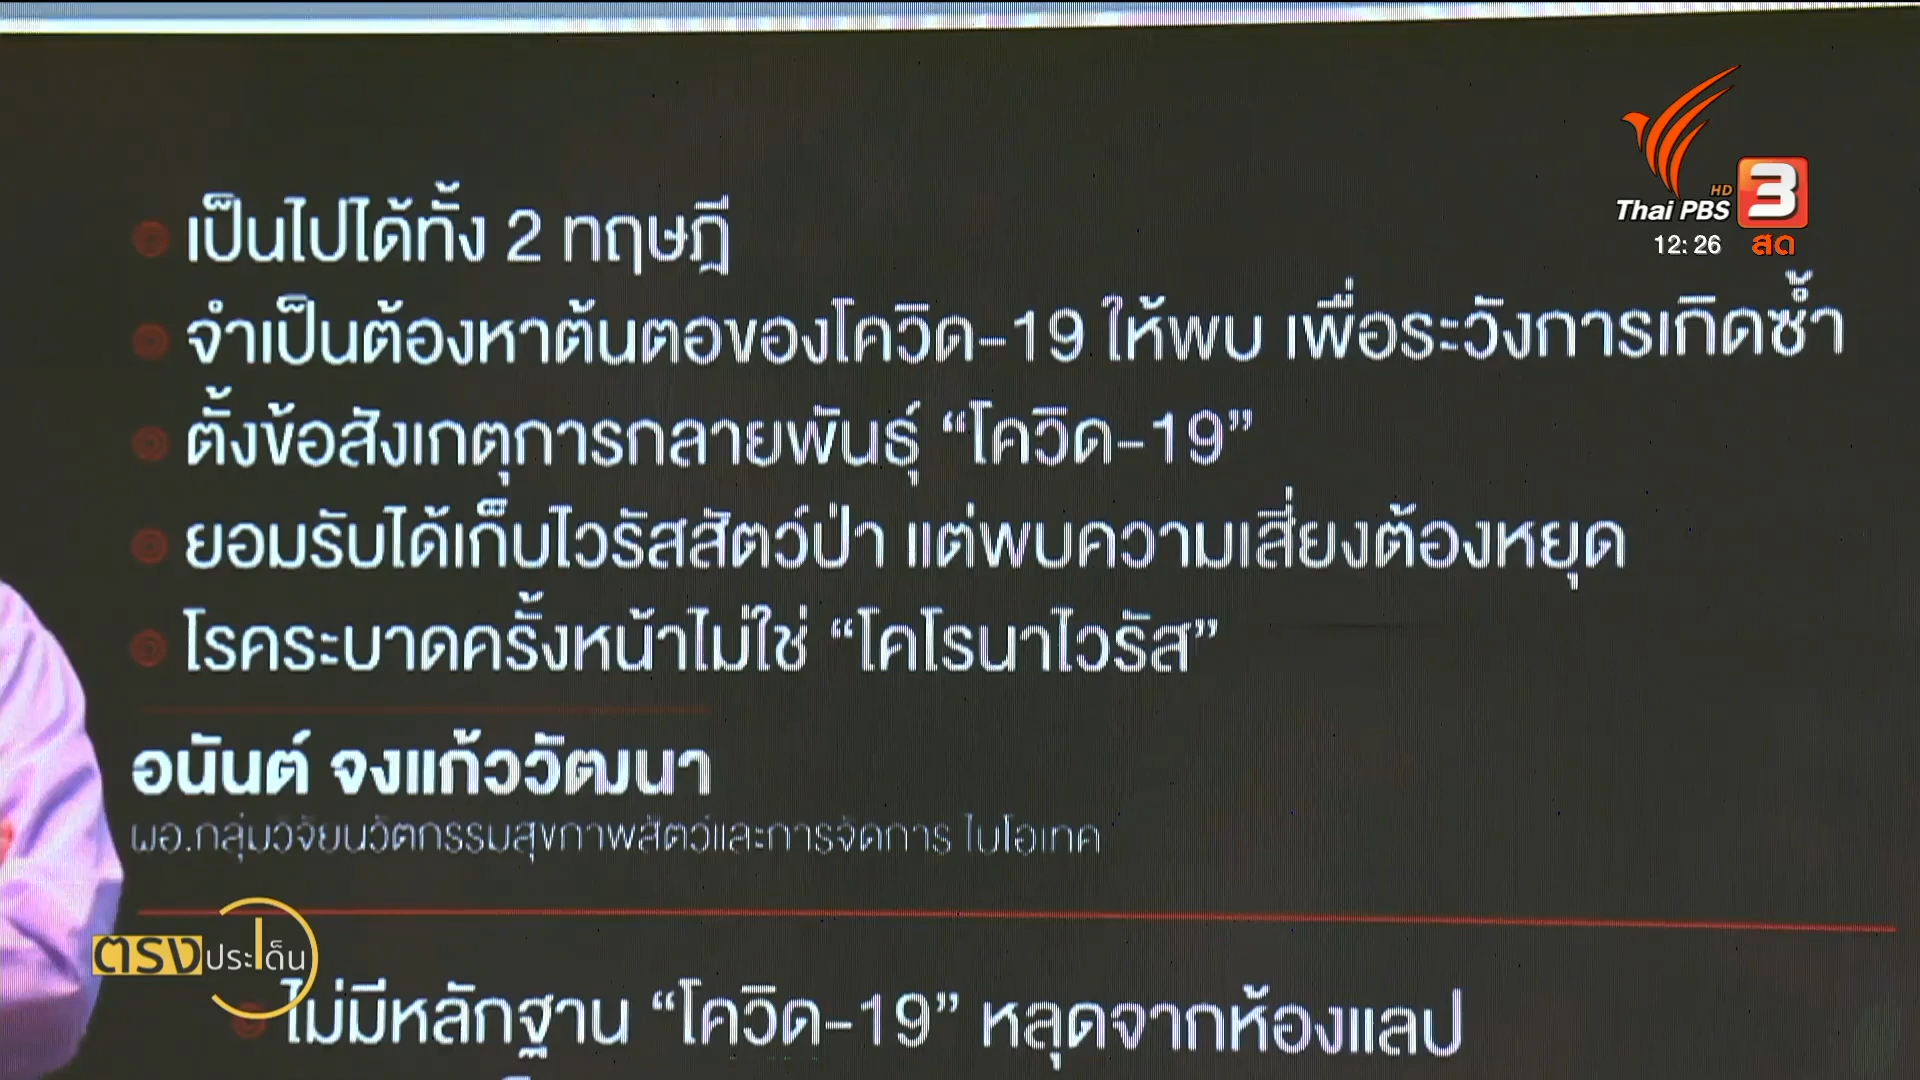 Thai PBS HD 3
12:26 สด
เป็นไปได้ทั้ง 2 ทฤษฎี
จำเป็นต้องหาต้นตอของโควิด-19 ให้พบ เพื่อระวังการเกิดซ้ำ
ตั้งข้อสังเกตุการกลายพันธุ์ “โควิด-19”
ยอมรับได้เก็บไวรัสสัตว์ป่า แต่พบความเสี่ยงต้องหยุด
โรคระบาดครั้งหน้าไม่ใช่ “โคโรนาไวรัส”
อนันต์ จงแก้ววัฒนา
ผอ.กลุ่มวิจัยนวัตกรรมสุขภาพสัตว์และการจัดการ ไบโอเทค
ตรงประเด็น
ไม่มีหลักฐาน “โควิด-19” หลุดจากห้องแลป